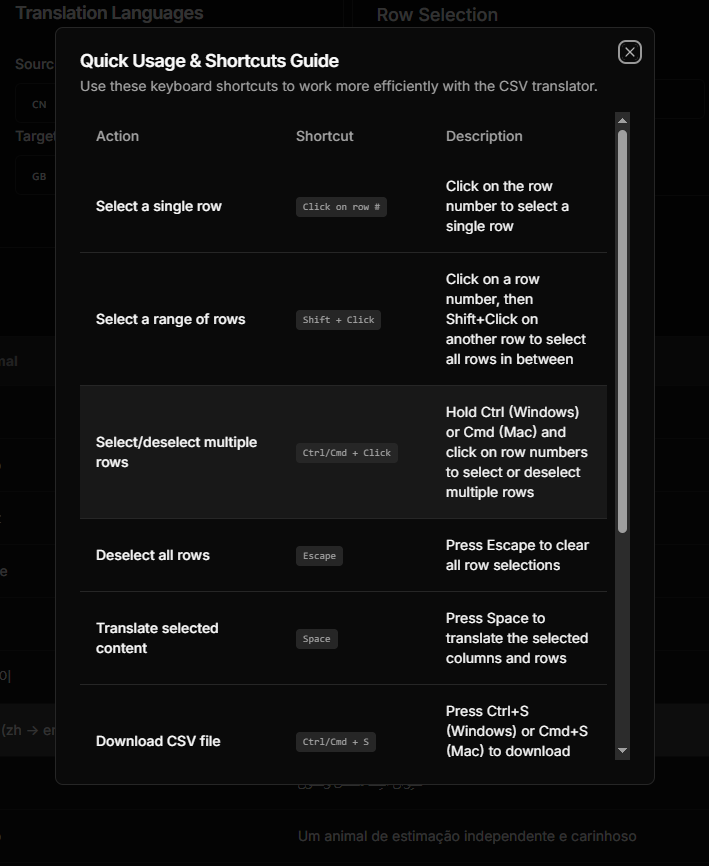 Translation Languages
Row Selection
Sourc
CN
Target
GB
Quick Usage & Shortcuts Guide
Use these keyboard shortcuts to work more efficiently with the CSV translator.
Action
Shortcut
Description
Select a single row
Click on row #
Click on the row
number to select a
single row
Select a range of rows
Shift + Click
Click on a row
number, then
Shift+Click on
another row to select
all rows in between
Select/deselect multiple
rows
Ctrl/Cmd + Click
Hold Ctrl (Windows)
or Cmd (Mac) and
click on row numbers
to select or deselect
multiple rows
Deselect all rows
Escape
Press Escape to clear
all row selections
Translate selected
content
Space
Press Space to
translate the selected
columns and rows
Download CSV file
Ctrl/Cmd + S
Press Ctrl+S
(Windows) or Cmd+S
(Mac) to download
nal
e
0|
(zh → er
Um animal de estimação independente e carinhoso